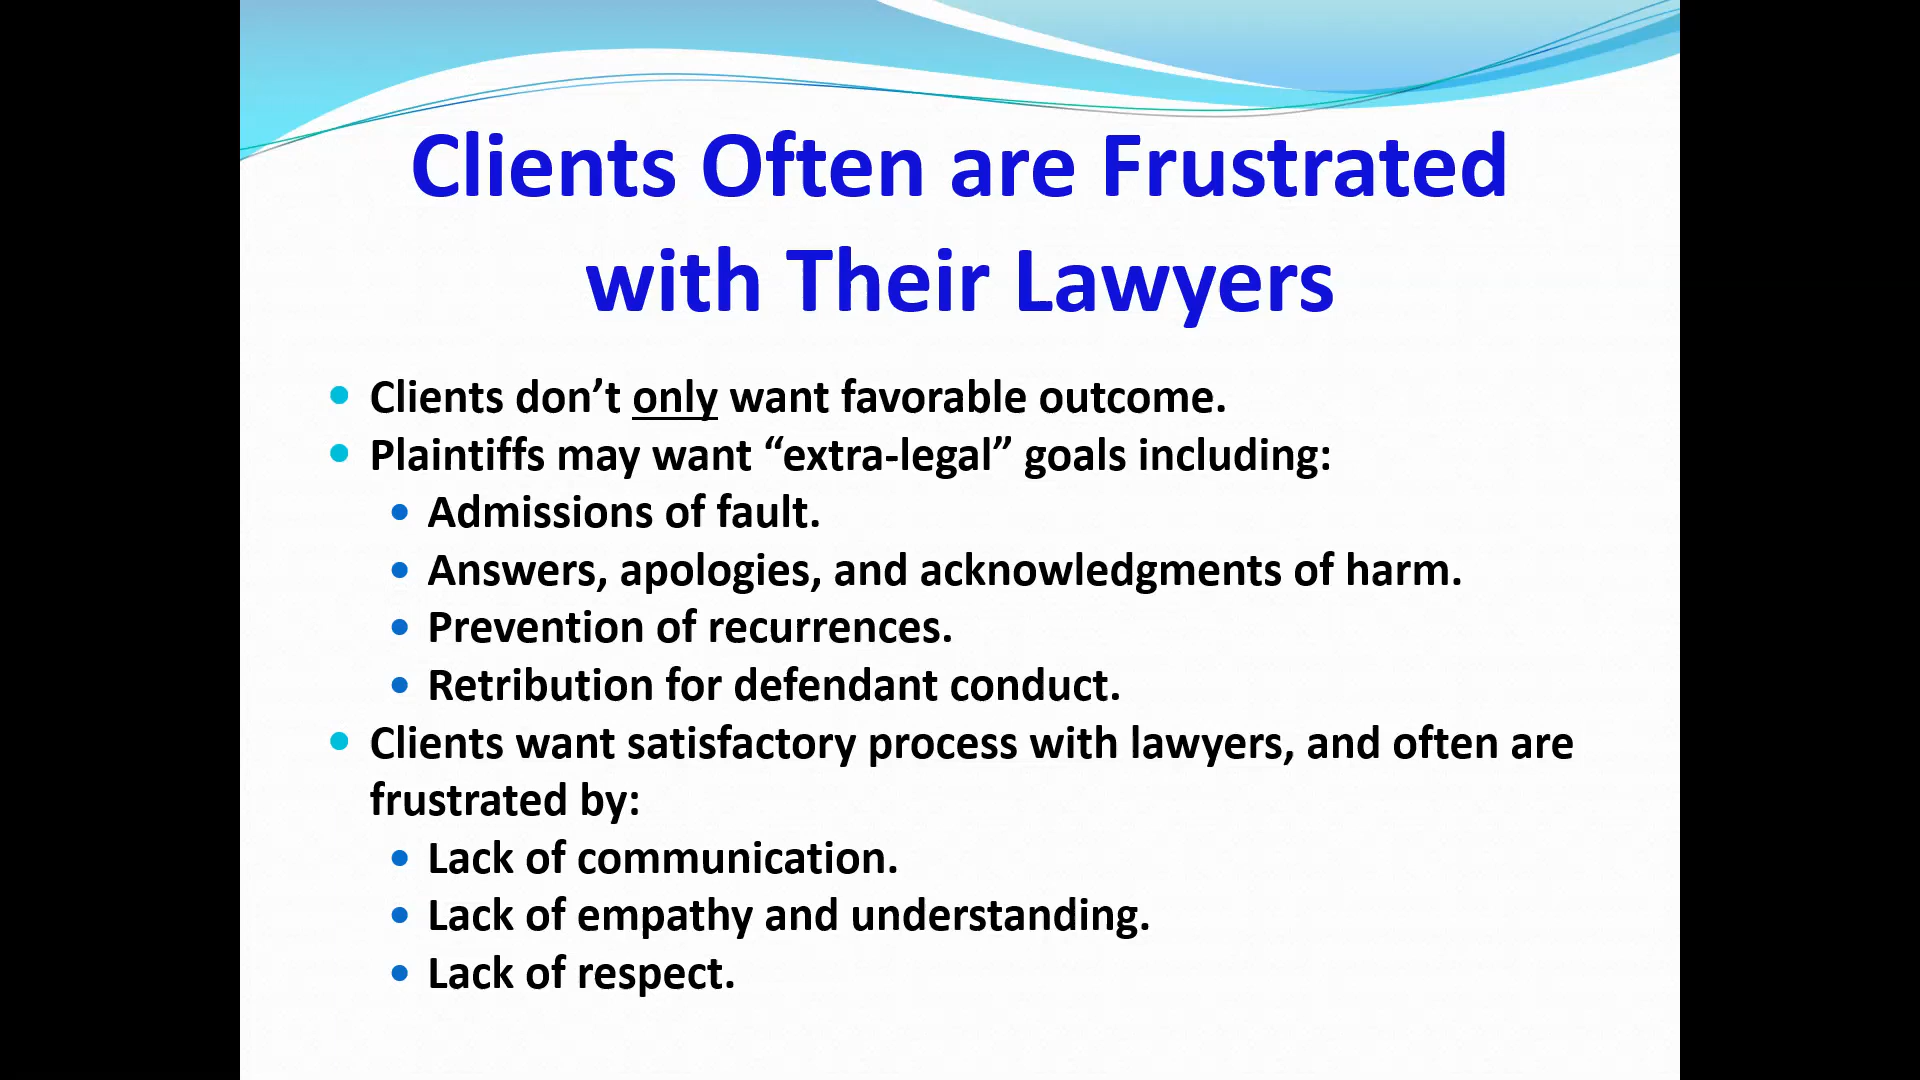 Clients Often are Frustrated
with Their Lawyers
Clients don’t only want favorable outcome.
Plaintiffs may want “extra-legal” goals including:
Admissions of fault.
Answers, apologies, and acknowledgments of harm.
Prevention of recurrences.
Retribution for defendant conduct.
Clients want satisfactory process with lawyers, and often are
frustrated by:
Lack of communication.
Lack of empathy and understanding.
Lack of respect.